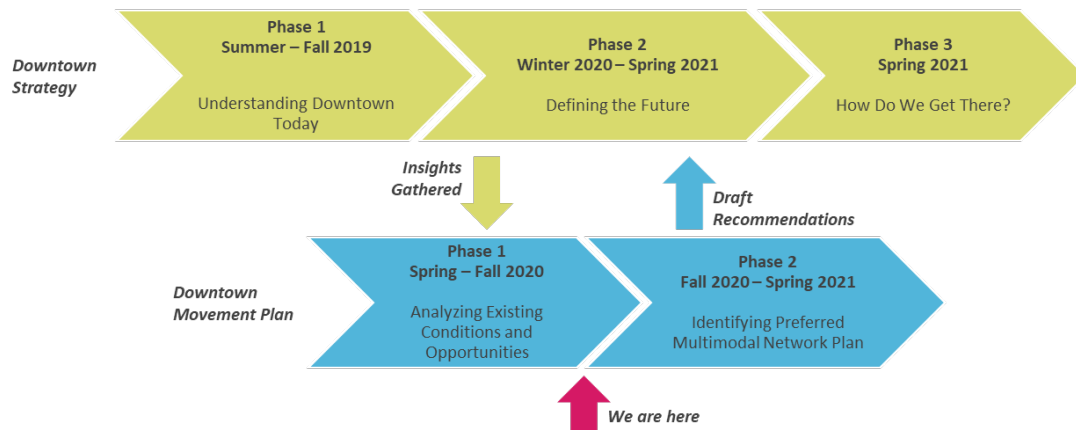 Downtown
Strategy
Phase 1
Summer – Fall 2019
Understanding Downtown
Today
Phase 2
Winter 2020 – Spring 2021
Defining the Future
Phase 3
Spring 2021
How Do We Get There?
Insights
Gathered
Draft
Recommendations
Downtown
Movement Plan
Phase 1
Spring – Fall 2020
Analyzing Existing
Conditions and
Opportunities
Phase 2
Fall 2020 – Spring 2021
Identifying Preferred
Multimodal Network Plan
We are here